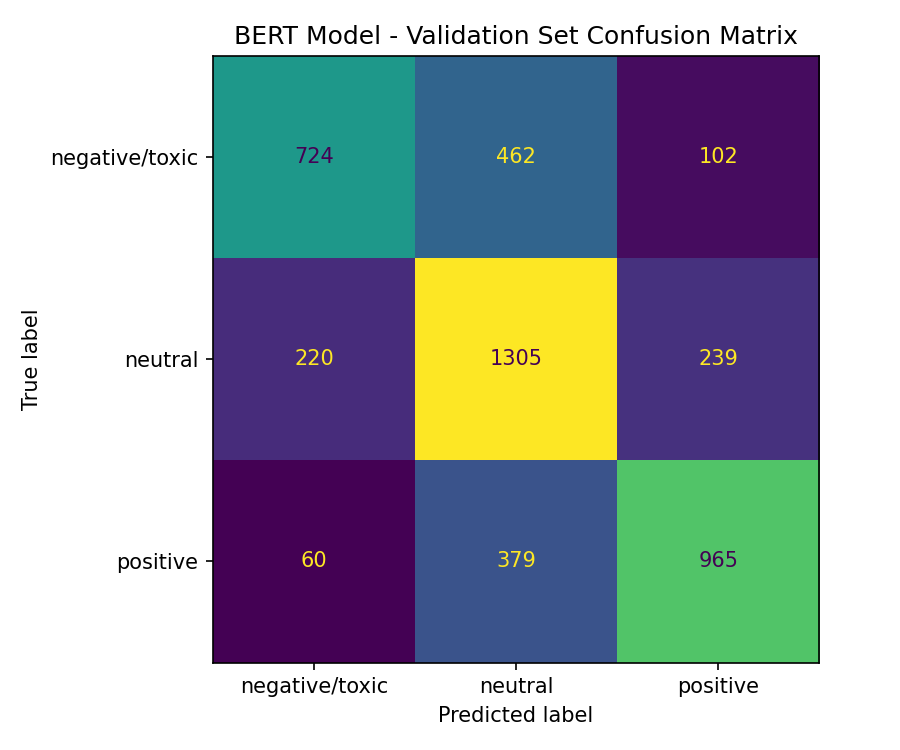 BERT Model - Validation Set Confusion Matrix
negative/toxic 724 462 102
True label
neutral 220 1305 239
positive 60 379 965
negative/toxic neutral positive
Predicted label